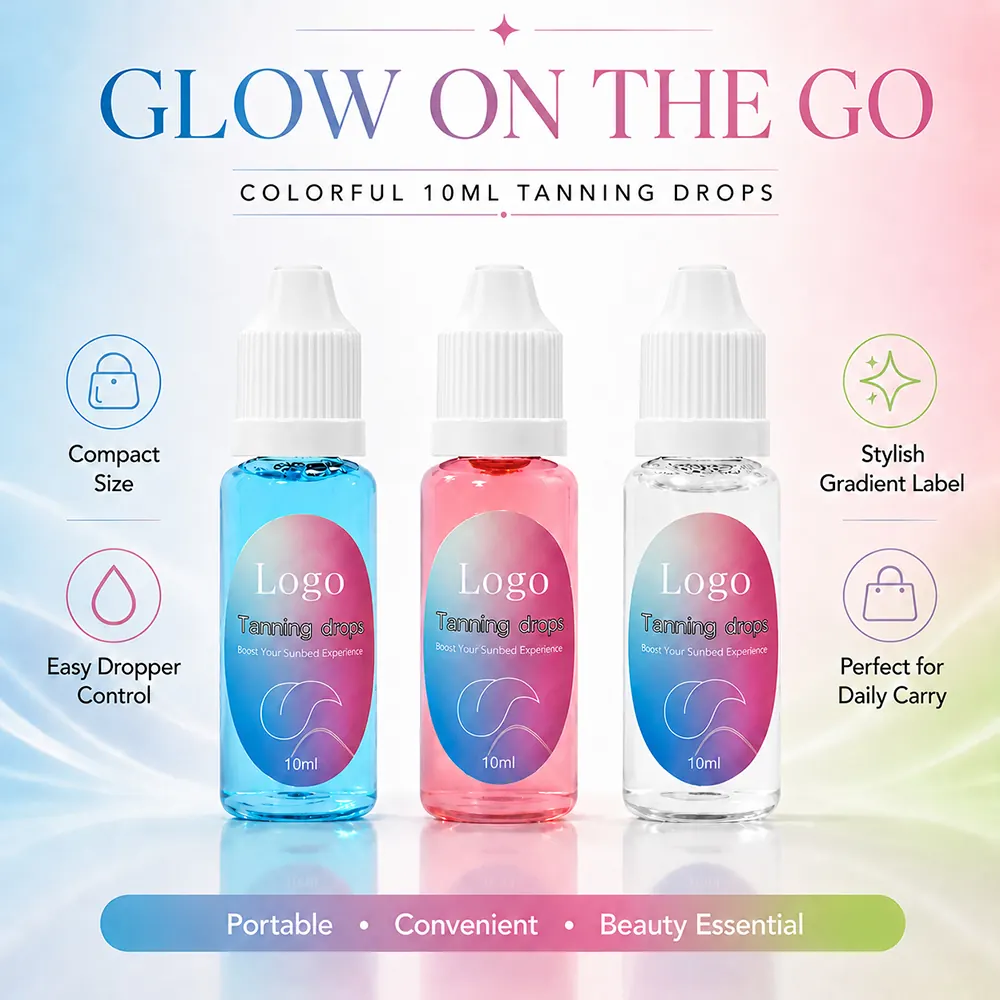 GLOW ON THE GO
COLORFUL 10ML TANNING DROPS
Compact
Size
Easy Dropper
Control
Logo
Tanning drops
Boost Your Sunbed Experience
10ml
Logo
Tanning drops
Boost Your Sunbed Experience
10ml
Logo
Tanning drops
Boost Your Sunbed Experience
10ml
Stylish
Gradient Label
Perfect for
Daily Carry
Portable • Convenient • Beauty Essential